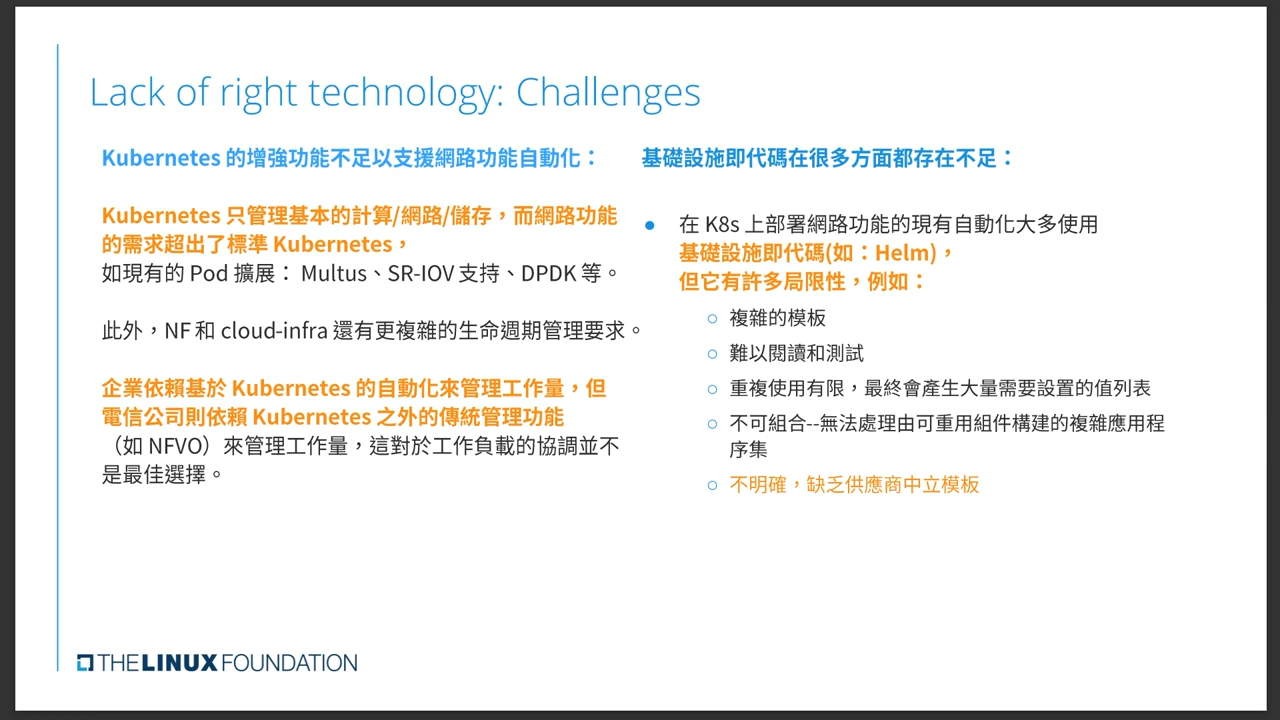 Lack of right technology: Challenges
Kubernetes 的增強功能不足以支援網路功能自動化：
Kubernetes 只管理基本的計算/網路/儲存，而網路功能
的需求超出了標準 Kubernetes，
如現有的 Pod 擴展： Multus、SR-IOV 支持、DPDK 等。
此外，NF 和 cloud-infra 還有更複雜的生命週期管理要求。
企業依賴基於 Kubernetes 的自動化來管理工作量，但
電信公司則依賴 Kubernetes 之外的傳統管理功能
（如 NFVO）來管理工作量，這對於工作負載的協調並不
是最佳選擇。
基礎設施即代碼在很多方面都存在不足：
● 在 K8s 上部署網路功能的現有自動化大多使用
基礎設施即代碼(如：Helm)，
但它有許多局限性，例如：
○ 複雜的模板
○ 難以閱讀和測試
○ 重複使用有限，最終會產生大量需要設置的值列表
○ 不可組合--無法處理由可重用組件構建的複雜應用程
序集
○ 不明確，缺乏供應商中立模板
THE LINUX FOUNDATION